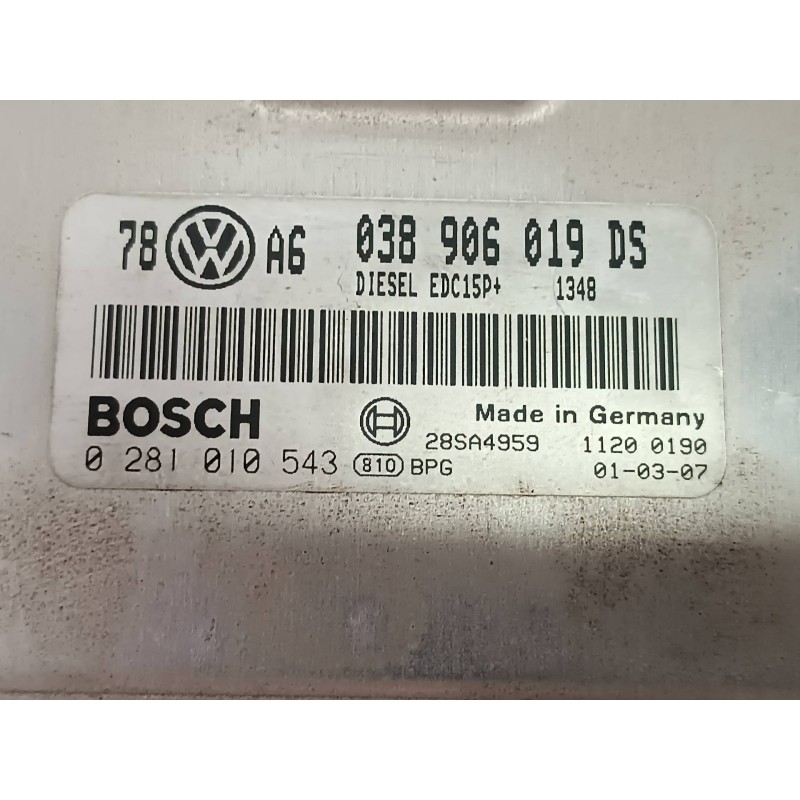 78 VW A6 038 906 019 DS
DIESEL EDC15P+ 1348
BOSCH Made in Germany
28SA4959 1120 0190
0 281 010 543 810 BPG 01-03-07